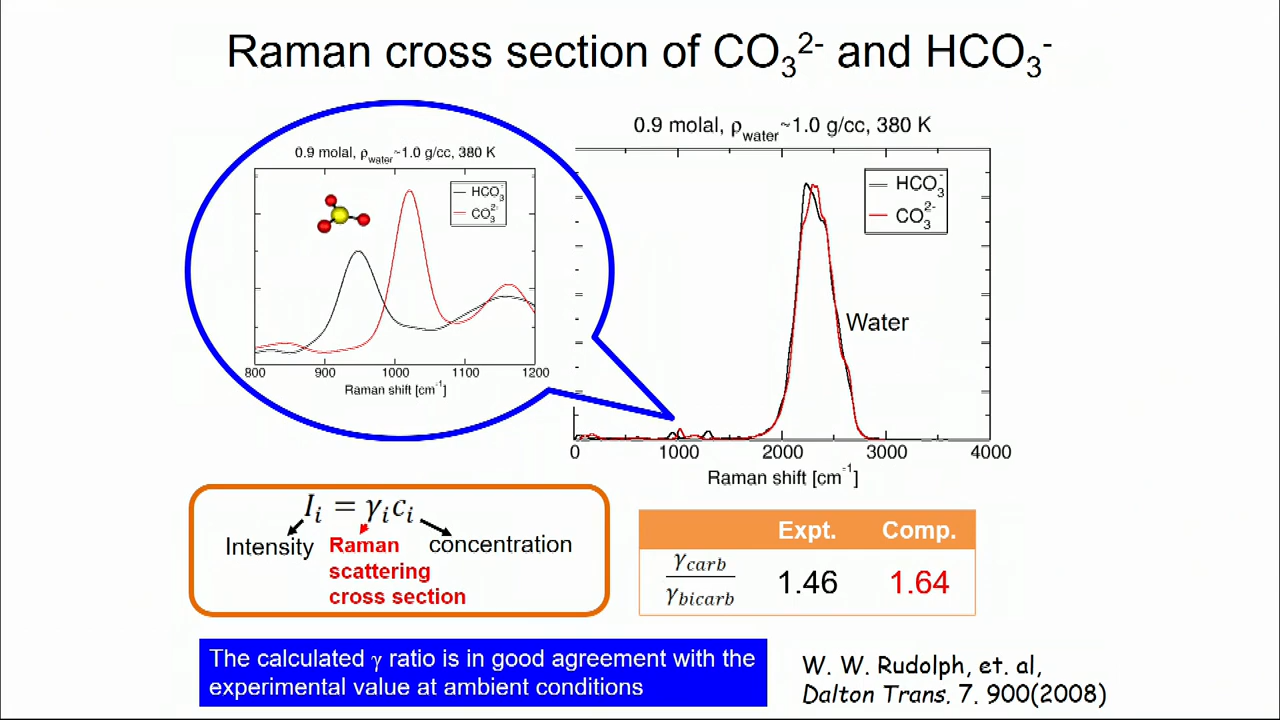 Raman cross section of CO₃²⁻ and HCO₃⁻
0.9 molal, ρwater~1.0 g/cc, 380 K
HCO₃⁻
CO₃²⁻
800 900 1000 1100 1200
Raman shift [cm⁻¹]
0.9 molal, ρwater~1.0 g/cc, 380 K
HCO₃⁻
CO₃²⁻
Water
0 1000 2000 3000 4000
Raman shift [cm⁻¹]
Iᵢ = γᵢcᵢ
Intensity
Raman
scattering
cross section
concentration
Expt. Comp.
γcarb
γbicarb
1.46 1.64
The calculated γ ratio is in good agreement with the
experimental value at ambient conditions
W. W. Rudolph, et. al,
Dalton Trans. 7. 900(2008)